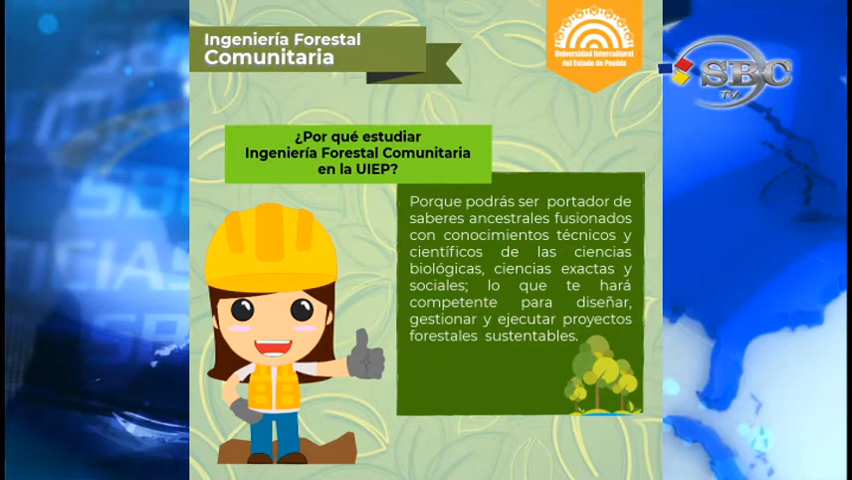 Ingeniería Forestal
Comunitaria
Universidad Intercultural
del Estado de Puebla
SBC
TV
¿Por qué estudiar
Ingeniería Forestal Comunitaria
en la UIEP?
Porque podrás ser portador de
saberes ancestrales fusionados
con conocimientos técnicos y
científicos de las ciencias
biológicas, ciencias exactas y
sociales; lo que te hará
competente para diseñar,
gestionar y ejecutar proyectos
forestales sustentables.